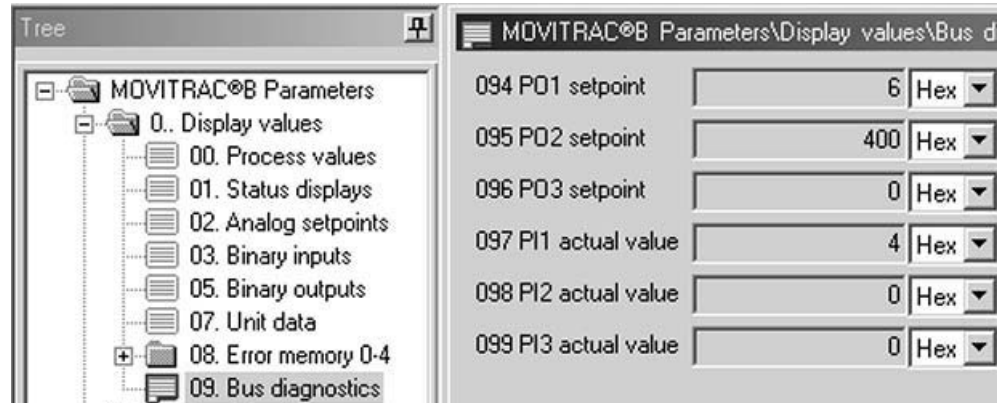 Tree
MOVITRAC®B Parameters
0.. Display values
00. Process values
01. Status displays
02. Analog setpoints
03. Binary inputs
05. Binary outputs
07. Unit data
08. Error memory 0-4
09. Bus diagnostics
MOVITRAC®B Parameters\Display values\Bus d
094 PO1 setpoint 6 Hex
095 PO2 setpoint 400 Hex
096 PO3 setpoint 0 Hex
097 PI1 actual value 4 Hex
098 PI2 actual value 0 Hex
099 PI3 actual value 0 Hex